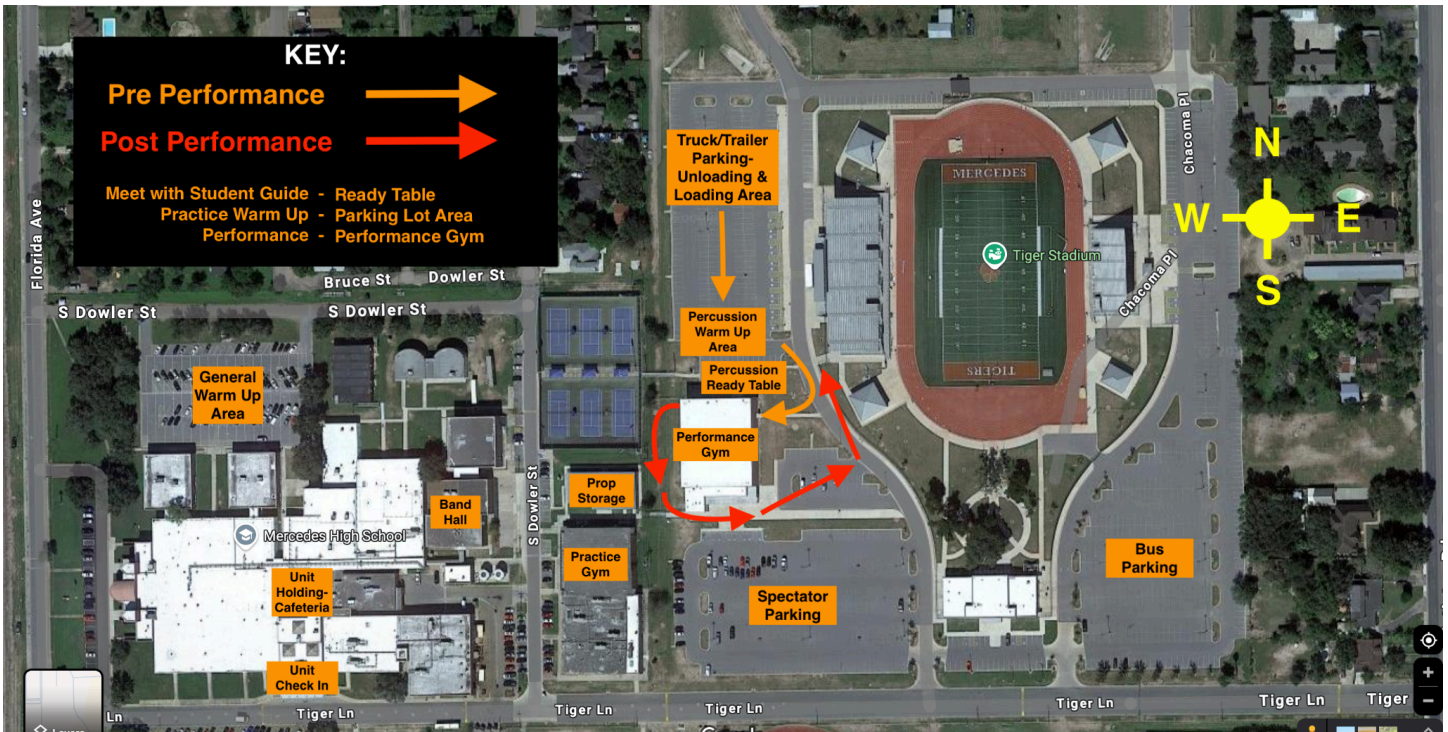 KEY:
Pre Performance
Post Performance
Meet with Student Guide - Ready Table
Practice Warm Up - Parking Lot Area
Performance - Performance Gym
Florida Ave
Bruce St
Dowler St
S Dowler St
S Dowler St
Truck/Trailer
Parking-
Unloading &
Loading Area
MERCEDES
Tiger Stadium
TIGERS
Chacoma Pl
Chacoma Pl
N
W
E
S
Percussion
Warm Up
Area
Percussion
Ready Table
Performance
Gym
General
Warm Up
Area
Band
Hall
S Dowler St
Prop
Storage
Practice
Gym
Mercedes High School
Unit
Holding-
Cafeteria
Unit
Check In
Spectator
Parking
Bus
Parking
Ln
Tiger Ln
Tiger Ln
Tiger Ln
Tiger Ln
Tiger Ln
Tiger